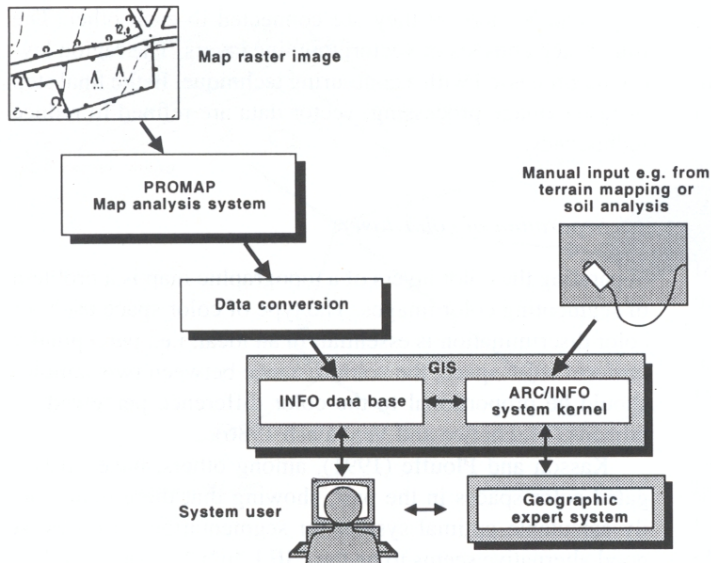 Map raster image
PROMAP
Map analysis system
Manual input e.g. from
terrain mapping or
soil analysis
Data conversion
GIS
INFO data base
ARC/INFO
system kernel
System user
Geographic
expert system